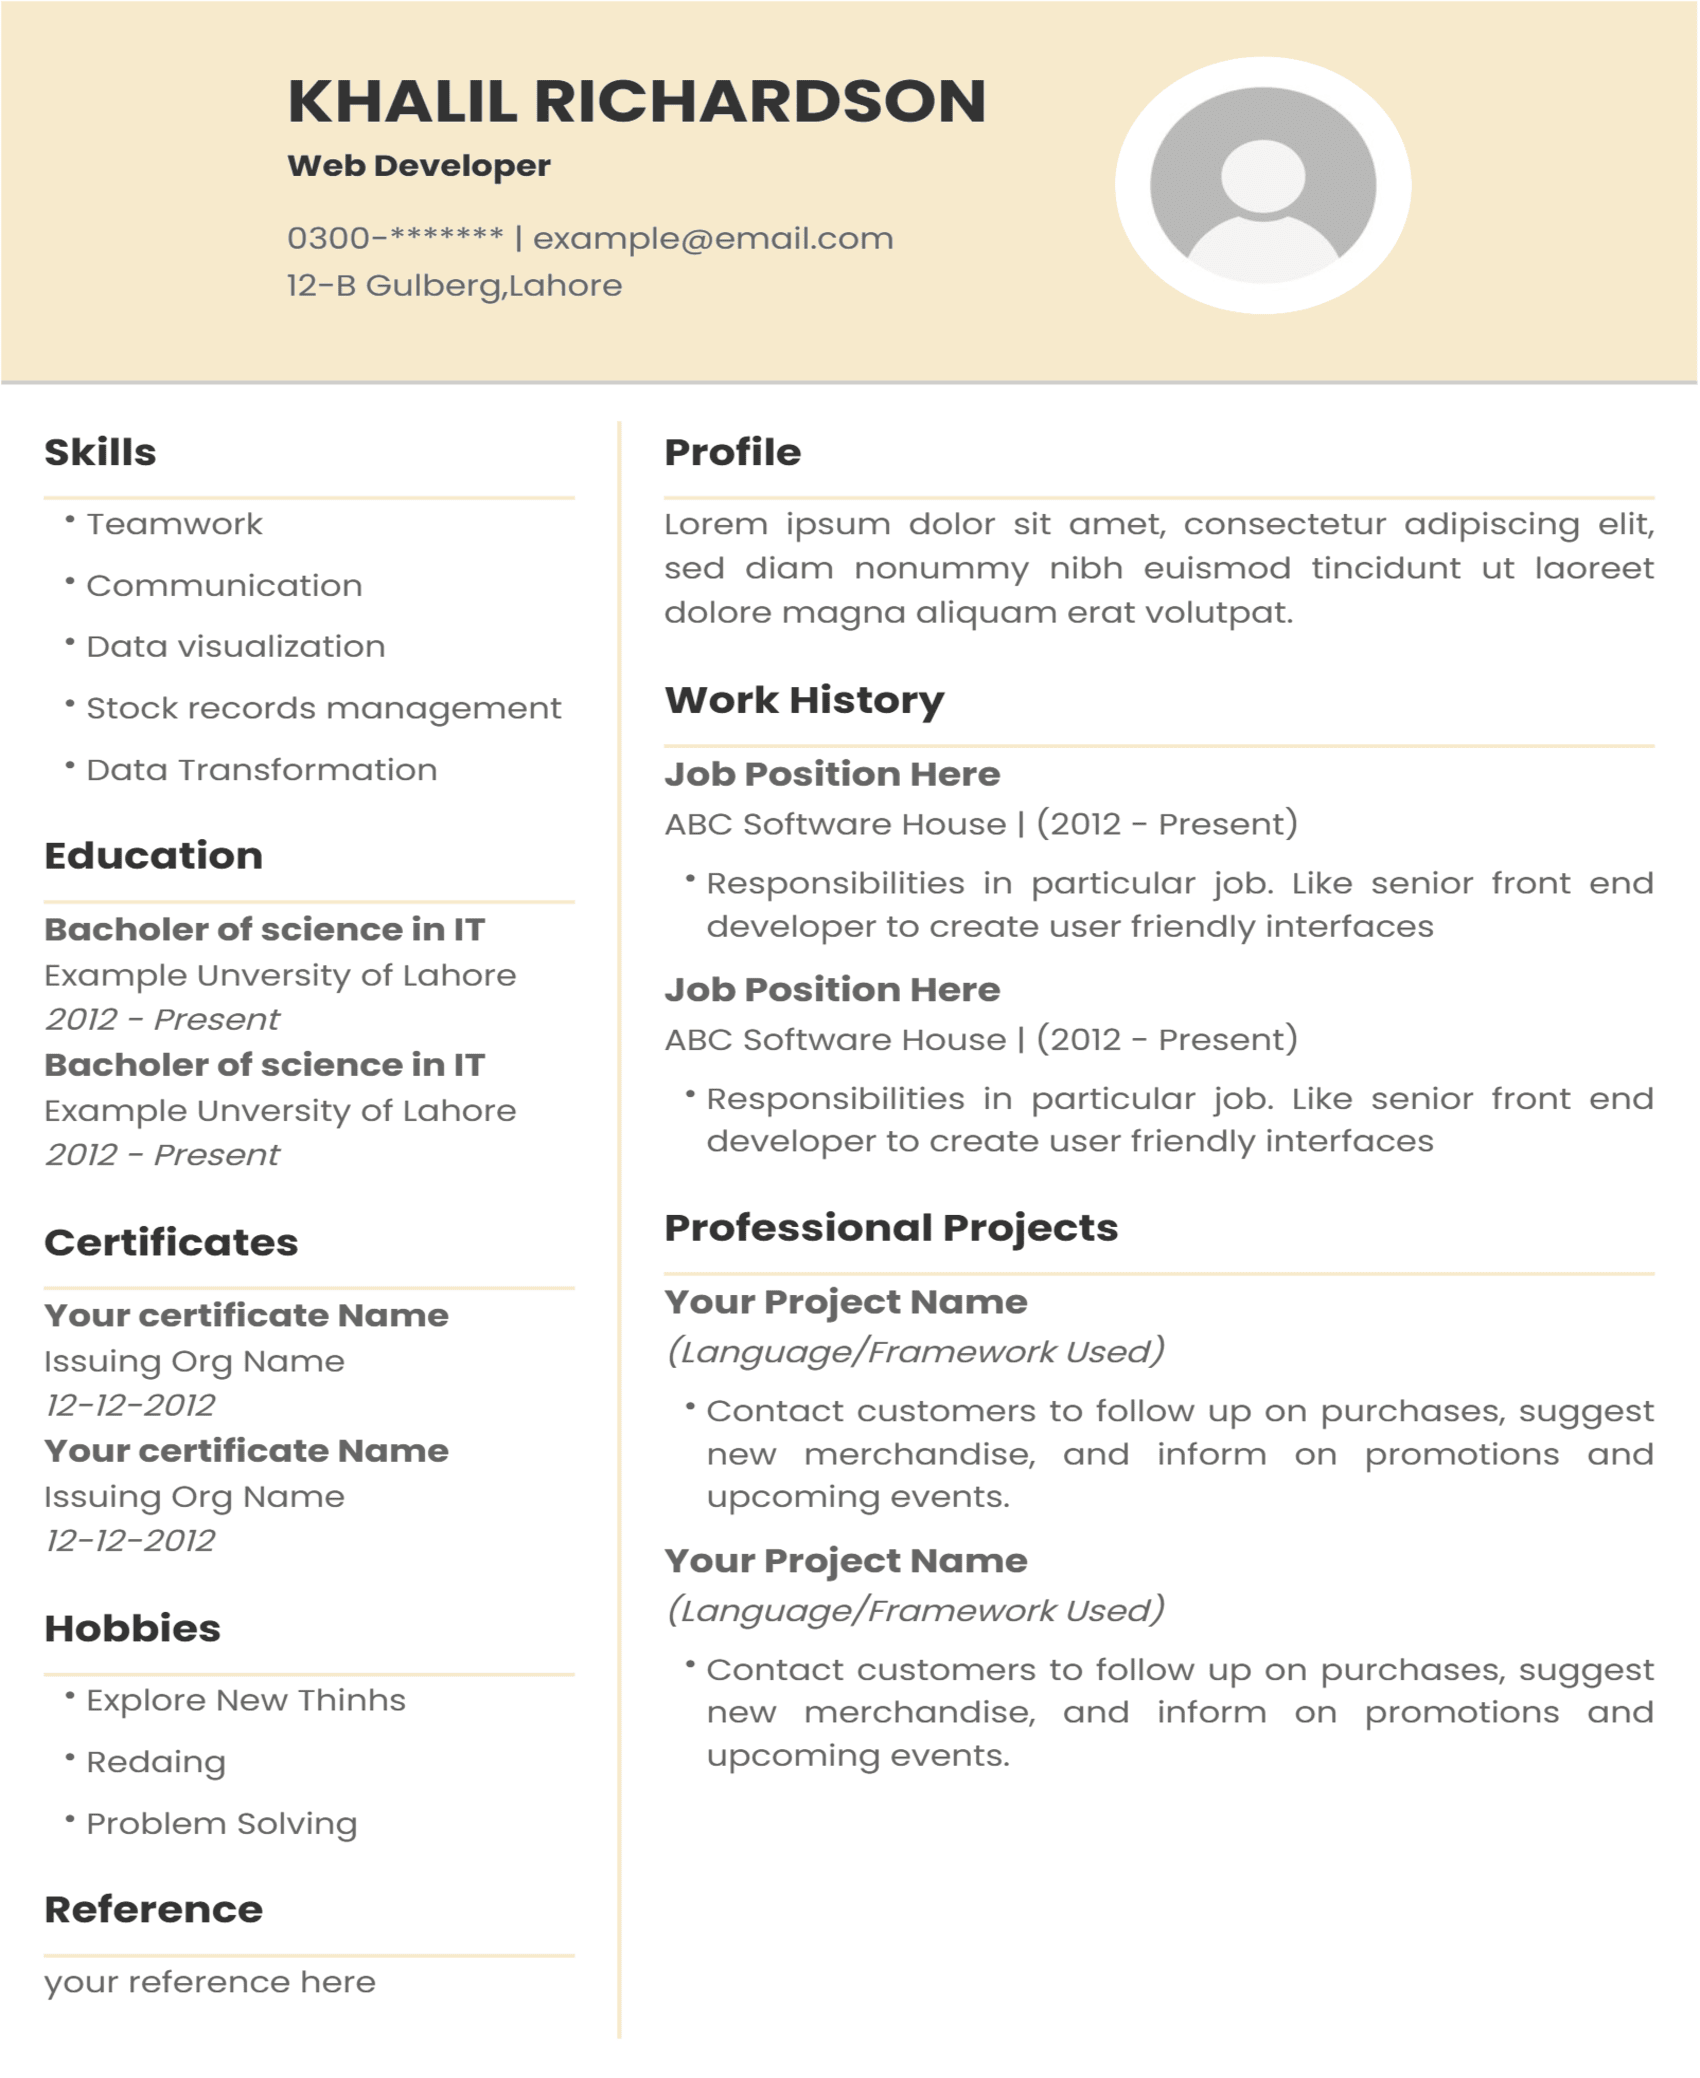 KHALIL RICHARDSON
Web Developer
0300-******* | example@email.com
12-B Gulberg,Lahore
Skills
• Teamwork
• Communication
• Data visualization
• Stock records management
• Data Transformation
Education
Bacholer of science in IT
Example Unversity of Lahore
2012 - Present
Bacholer of science in IT
Example Unversity of Lahore
2012 - Present
Certificates
Your certificate Name
Issuing Org Name
12-12-2012
Your certificate Name
Issuing Org Name
12-12-2012
Hobbies
• Explore New Thinhs
• Redaing
• Problem Solving
Reference
your reference here
Profile
Lorem ipsum dolor sit amet, consectetur adipiscing elit,
sed diam nonummy nibh euismod tincidunt ut laoreet
dolore magna aliquam erat volutpat.
Work History
Job Position Here
ABC Software House | (2012 - Present)
• Responsibilities in particular job. Like senior front end
developer to create user friendly interfaces
Job Position Here
ABC Software House | (2012 - Present)
• Responsibilities in particular job. Like senior front end
developer to create user friendly interfaces
Professional Projects
Your Project Name
(Language/Framework Used)
• Contact customers to follow up on purchases, suggest
new merchandise, and inform on promotions and
upcoming events.
Your Project Name
(Language/Framework Used)
• Contact customers to follow up on purchases, suggest
new merchandise, and inform on promotions and
upcoming events.